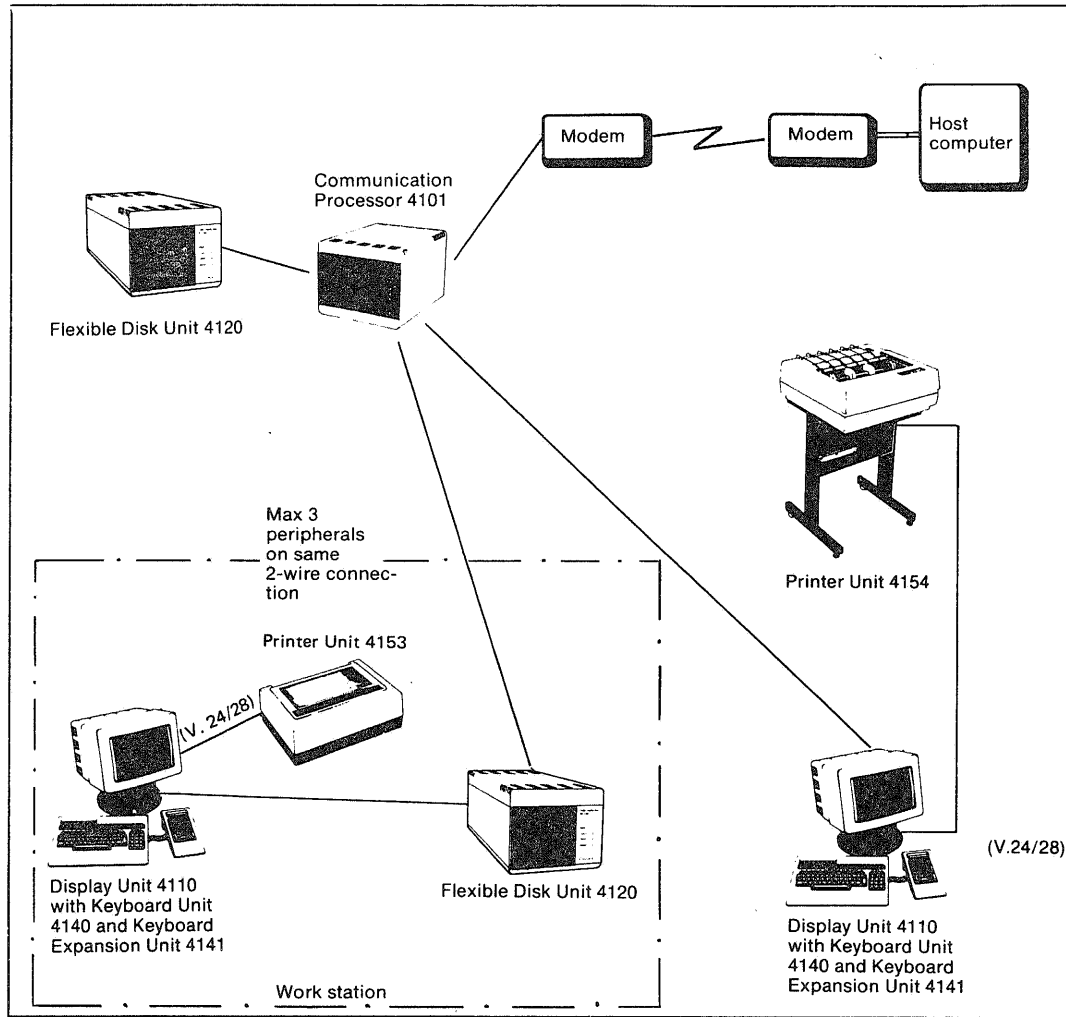 Modem
Modem
Host
computer
Communication
Processor 4101
Flexible Disk Unit 4120
Max 3
peripherals
on same
2-wire connec-
tion
Printer Unit 4154
Printer Unit 4153
(V. 24/28)
(V.24/28)
Flexible Disk Unit 4120
Display Unit 4110
with Keyboard Unit
4140 and Keyboard
Expansion Unit 4141
Display Unit 4110
with Keyboard Unit
4140 and Keyboard
Expansion Unit 4141
Work station